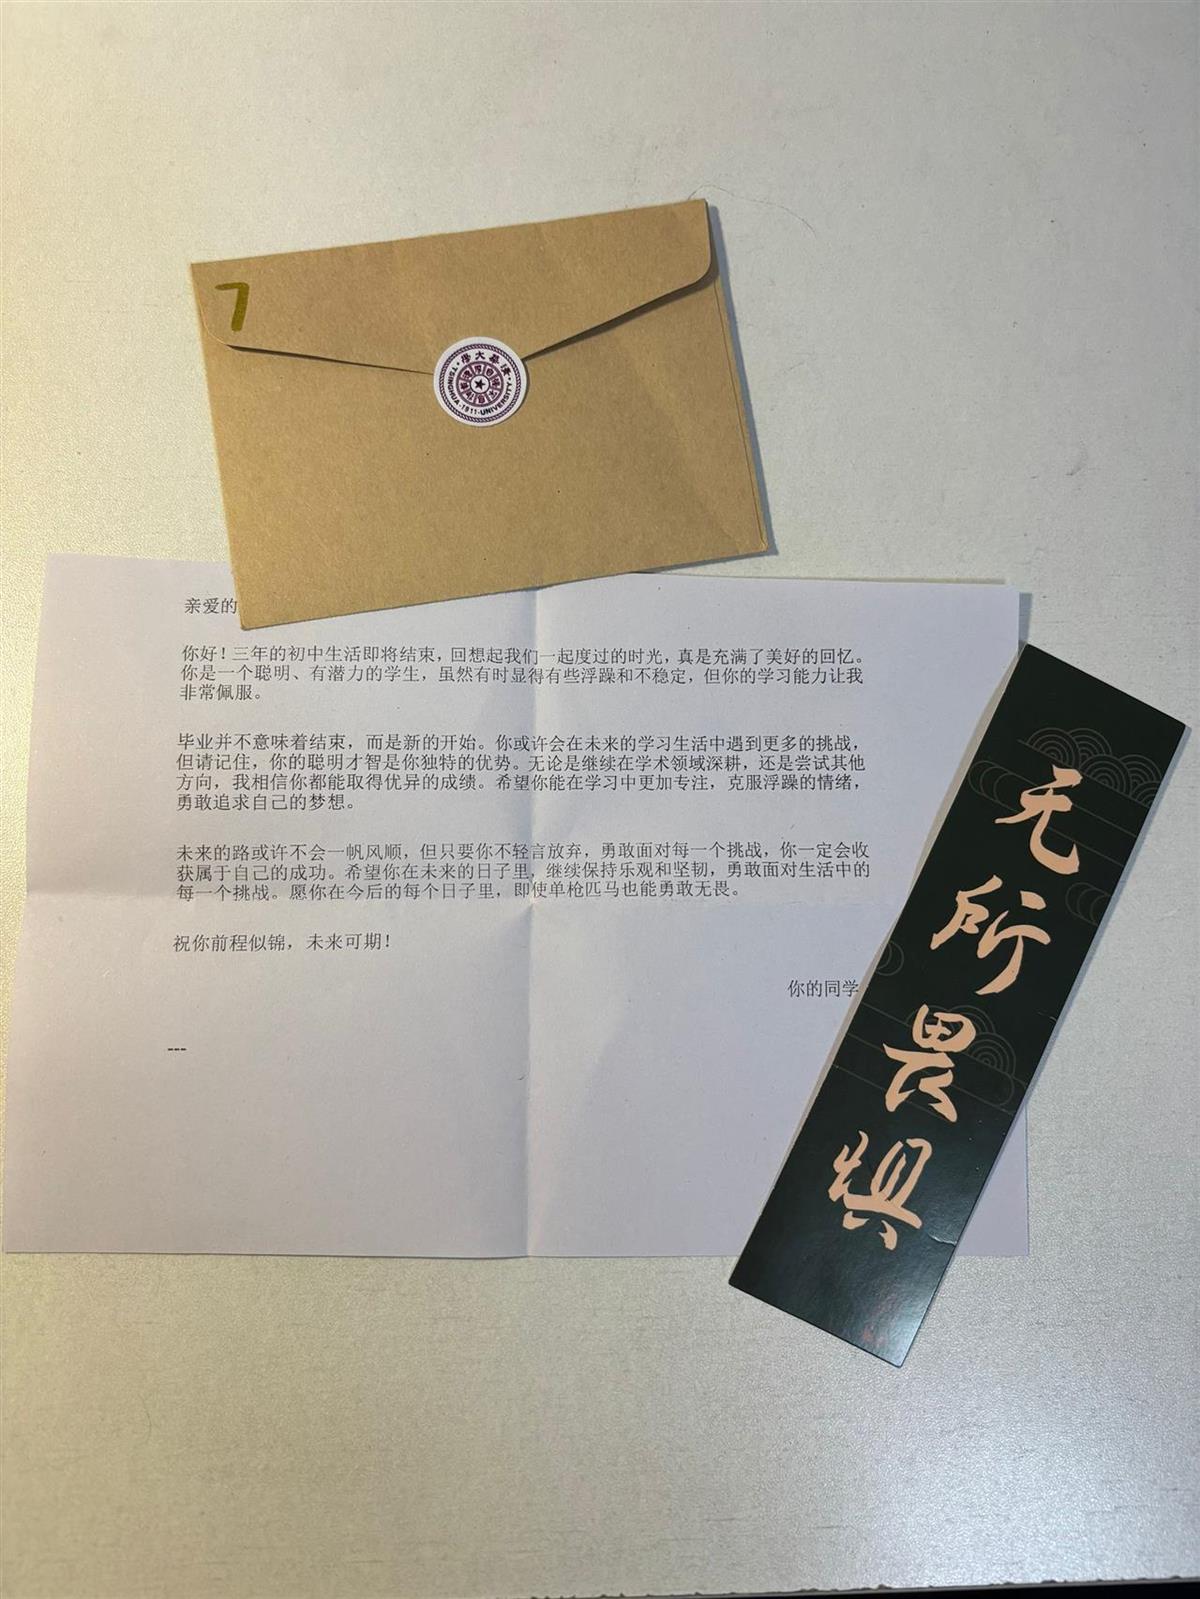 7
清華大學
TSINGHUA·1911·UNIVERSITY
亲爱的
你好！三年的初中生活即将结束，回想起我们一起度过的时光，真是充满了美好的回忆。
你是一个聪明、有潜力的学生，虽然有时显得有些浮躁和不稳定，但你的学习能力让我
非常佩服。
毕业并不意味着结束，而是新的开始。你或许会在未来的学习生活中遇到更多的挑战，
但请记住，你的聪明才智是你独特的优势。无论是继续在学术领域深耕，还是尝试其他
方向，我相信你都能取得优异的成绩。希望你能在学习中更加专注，克服浮躁的情绪，
勇敢追求自己的梦想。
未来的路或许不会一帆风顺，但只要你不轻言放弃，勇敢面对每一个挑战，你一定会收
获属于自己的成功。希望你在未来的日子里，继续保持乐观和坚韧，勇敢面对生活中的
每一个挑战。愿你在今后的每个日子里，即使单枪匹马也能勇敢无畏。
祝你前程似锦，未来可期！
你的同学
---
无所畏惧